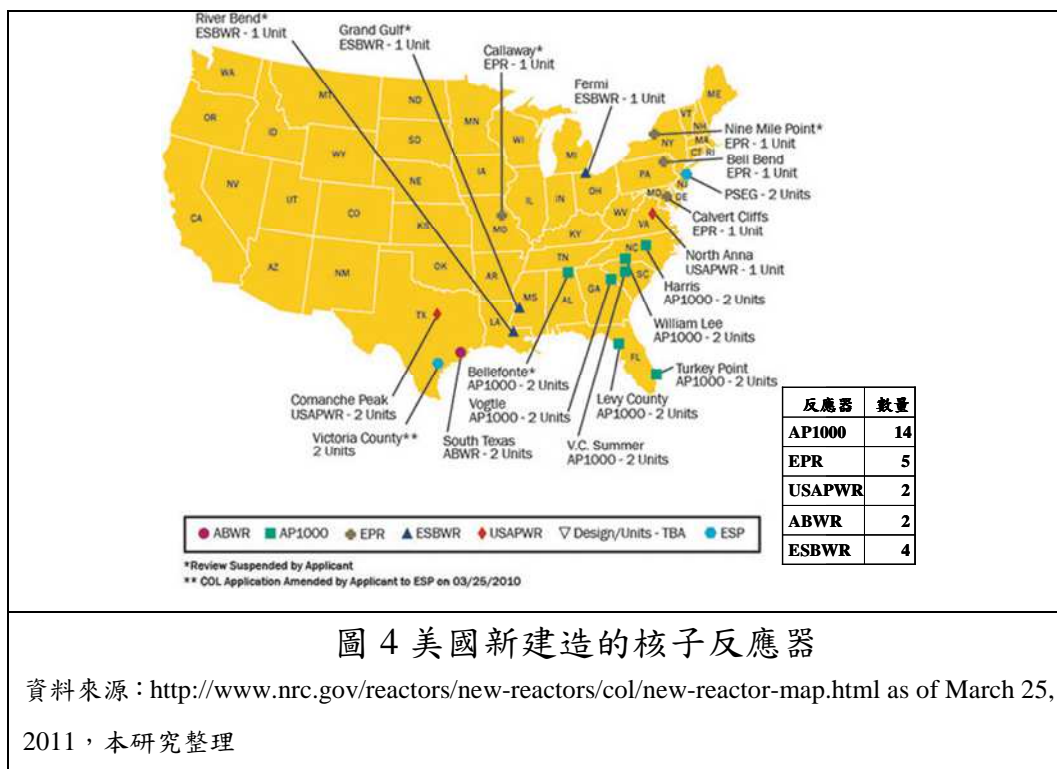 River Bend*
ESBWR - 1 Unit
Grand Gulf*
ESBWR - 1 Unit
Callaway*
EPR - 1 Unit
Fermi
ESBWR - 1 Unit
Nine Mile Point*
EPR - 1 Unit
Bell Bend
EPR - 1 Unit
PSEG - 2 Units
Calvert Cliffs
EPR - 1 Unit
North Anna
USAPWR - 1 Unit
Harris
AP1000 - 2 Units
William Lee
AP1000 - 2 Units
Turkey Point
AP1000 - 2 Units
Levy County
AP1000 - 2 Units
V.C. Summer
AP1000 - 2 Units
Bellefonte*
AP1000 - 2 Units
Vogtle
AP1000 - 2 Units
South Texas
ABWR - 2 Units
Victoria County**
2 Units
Comanche Peak
USAPWR - 2 Units
WA
MT
ND
MN
ME
VT
NH
OR
ID
SD
WI
MI
NY
MA
CT RI
WY
NE
IA
PA
NJ
NV
UT
CO
KS
MO
IL
IN
OH
WV
VA
MD
DE
CA
KY
NC
TN
SC
AZ
NM
OK
AR
MS
AL
GA
TX
LA
FL
反應器 數量
AP1000 14
EPR 5
USAPWR 2
ABWR 2
ESBWR 4
ABWR AP1000 EPR ESBWR USAPWR Design/Units - TBA ESP
*Review Suspended by Applicant
** COL Application Amended by Applicant to ESP on 03/25/2010
圖 4 美國新建造的核子反應器
資料來源：http://www.nrc.gov/reactors/new-reactors/col/new-reactor-map.html as of March 25,
2011，本研究整理